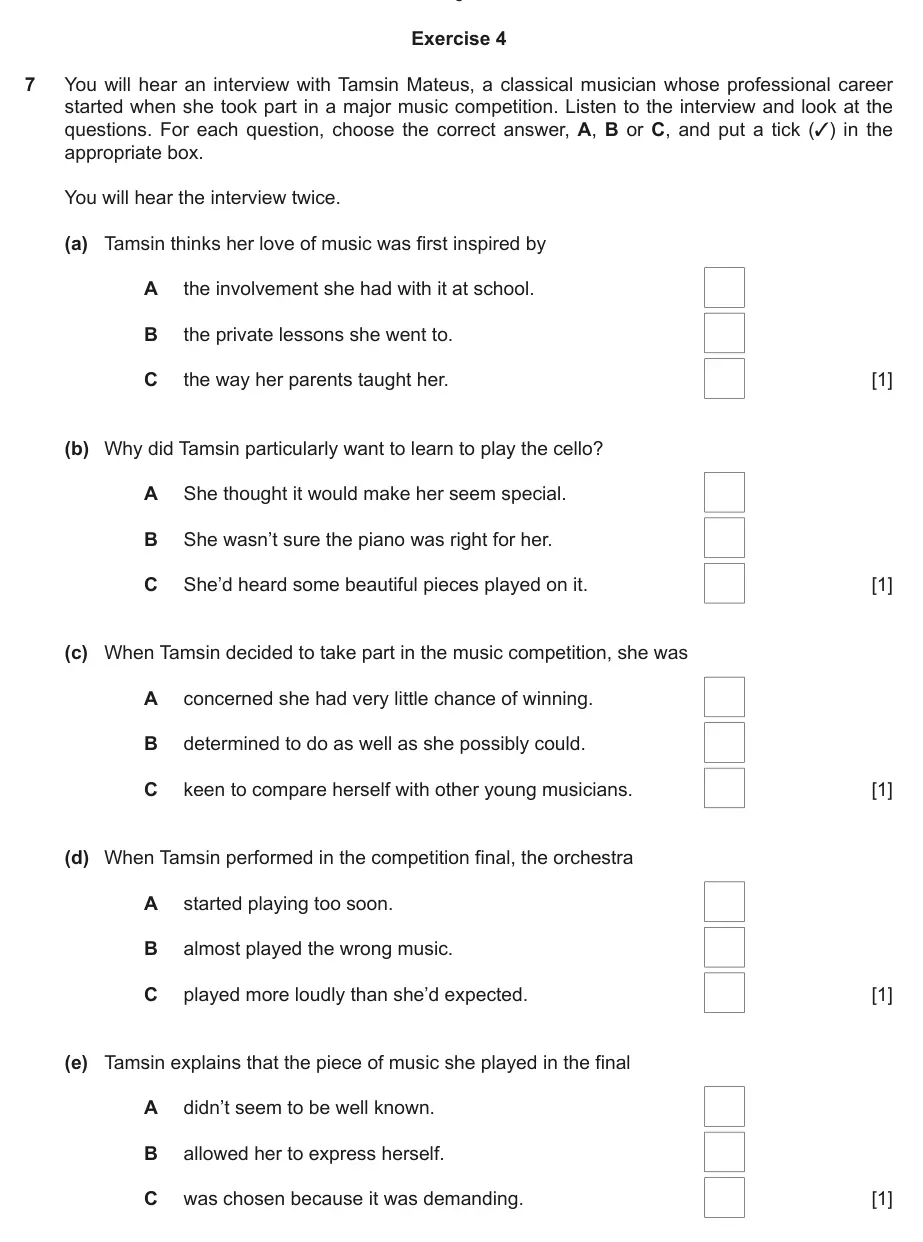 Exercise 4
7 You will hear an interview with Tamsin Mateus, a classical musician whose professional career
started when she took part in a major music competition. Listen to the interview and look at the
questions. For each question, choose the correct answer, A, B or C, and put a tick (✓) in the
appropriate box.
You will hear the interview twice.
(a) Tamsin thinks her love of music was first inspired by
A the involvement she had with it at school.
B the private lessons she went to.
C the way her parents taught her. [1]
(b) Why did Tamsin particularly want to learn to play the cello?
A She thought it would make her seem special.
B She wasn’t sure the piano was right for her.
C She’d heard some beautiful pieces played on it. [1]
(c) When Tamsin decided to take part in the music competition, she was
A concerned she had very little chance of winning.
B determined to do as well as she possibly could.
C keen to compare herself with other young musicians. [1]
(d) When Tamsin performed in the competition final, the orchestra
A started playing too soon.
B almost played the wrong music.
C played more loudly than she’d expected. [1]
(e) Tamsin explains that the piece of music she played in the final
A didn’t seem to be well known.
B allowed her to express herself.
C was chosen because it was demanding. [1]